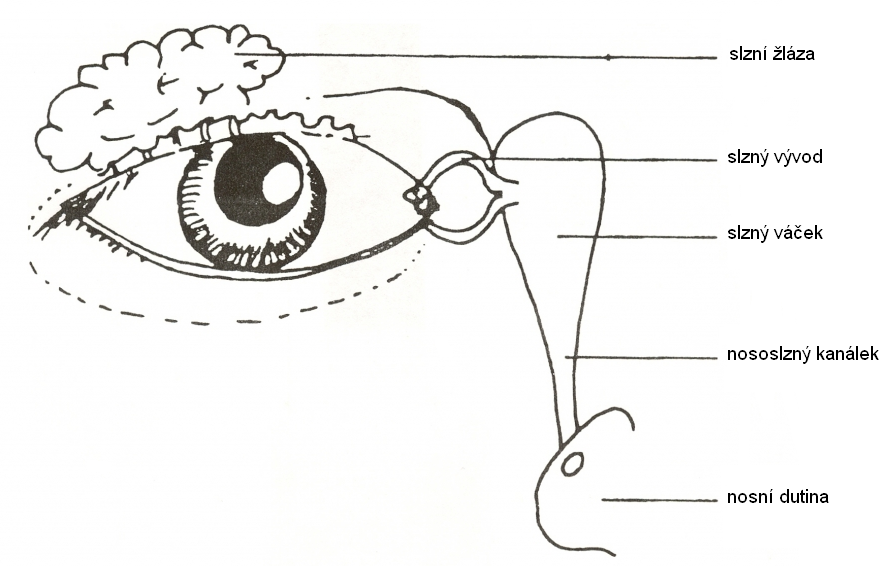 slzní žláza
slzný vývod
slzný váček
nososlzný kanálek
nosní dutina